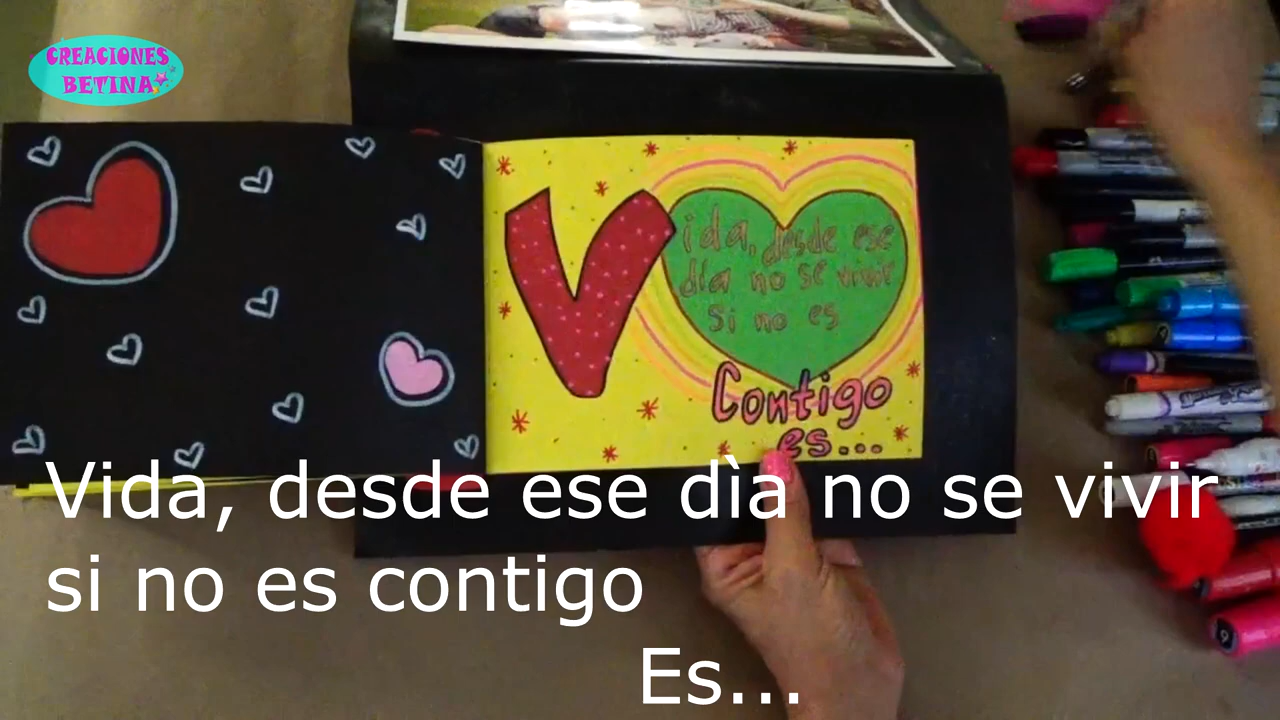 CREACIONES
BETINA
V
ida, desde ese
día no se vivir
si no es
Contigo
es...
Vida, desde ese dìa no se vivir
si no es contigo
Es...
9